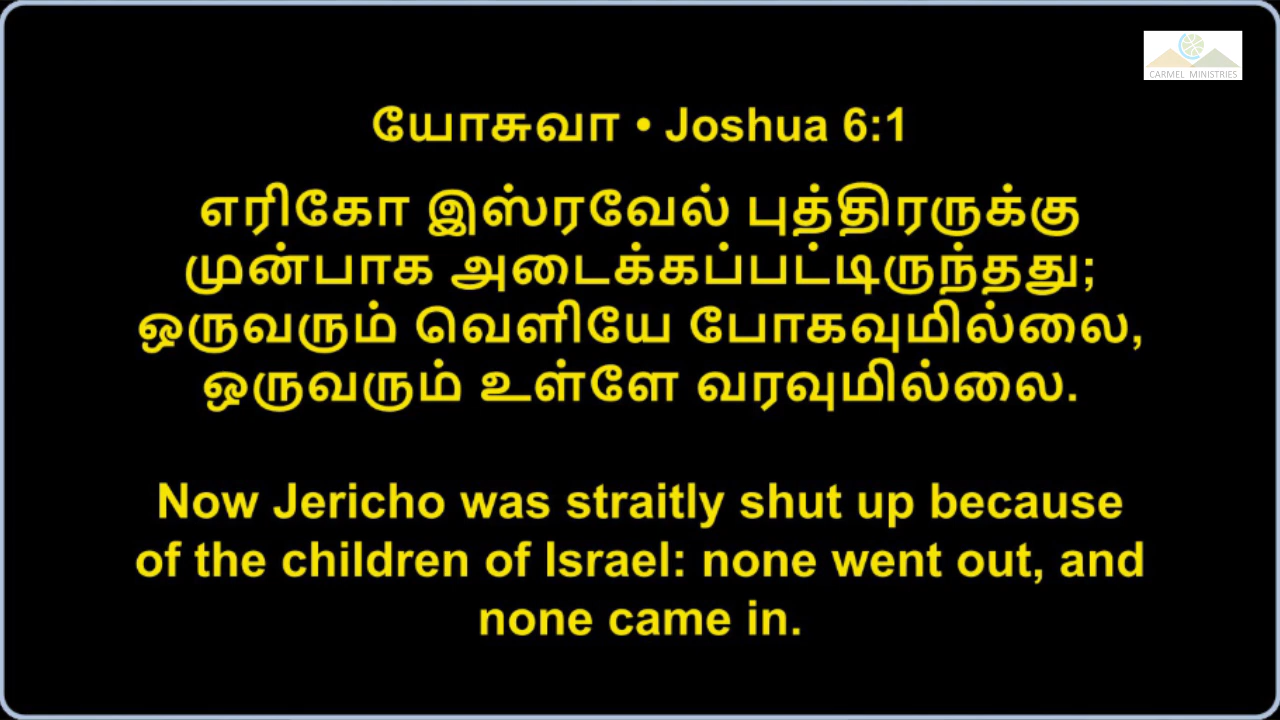 CARMEL MINISTRIES
யோசுவா • Joshua 6:1
எரிகோ இஸ்ரவேல் புத்திரருக்கு
முன்பாக அடைக்கப்பட்டிருந்தது;
ஒருவரும் வெளியே போகவுமில்லை,
ஒருவரும் உள்ளே வரவுமில்லை.
Now Jericho was straitly shut up because
of the children of Israel: none went out, and
none came in.